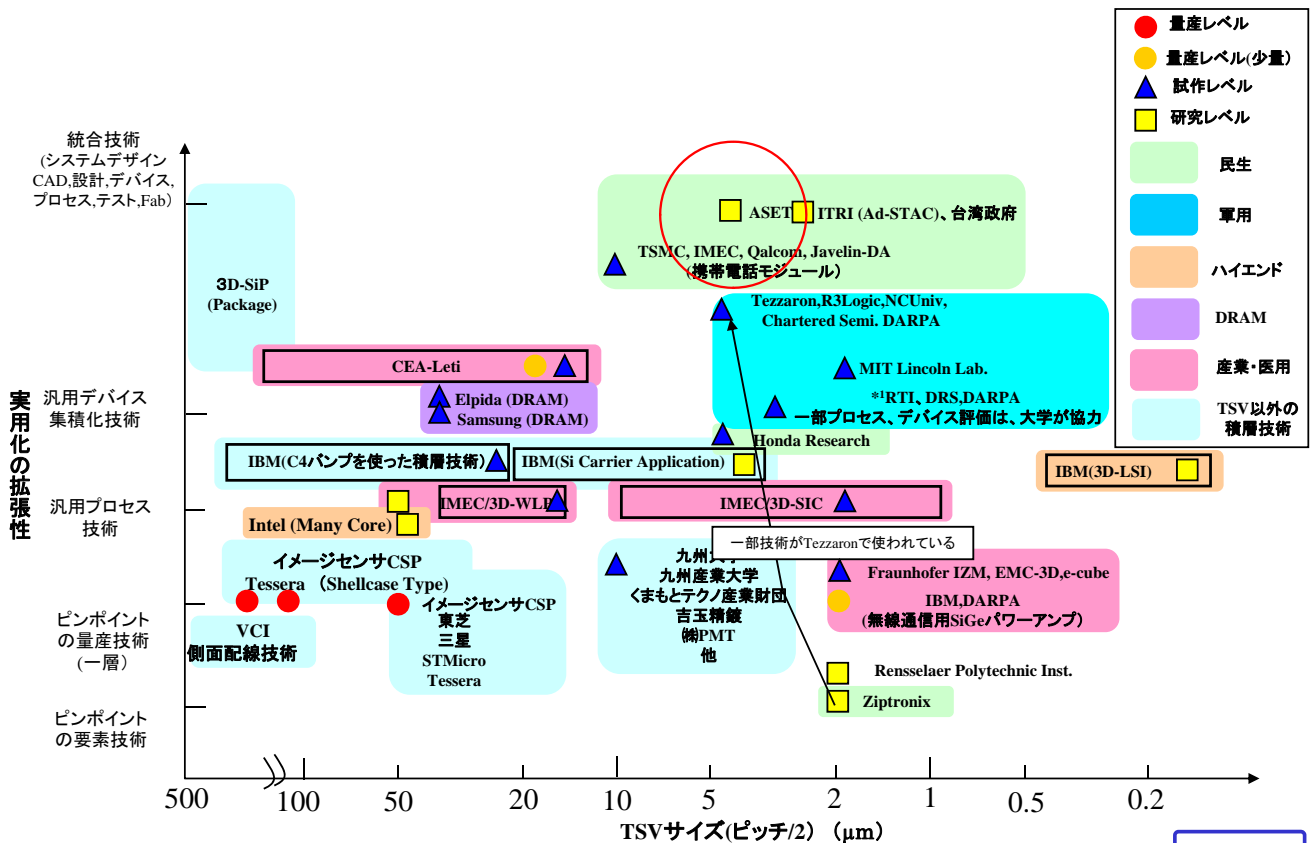 量産レベル
量産レベル(少量)
試作レベル
研究レベル
民生
軍用
ハイエンド
DRAM
産業・医用
TSV以外の
積層技術
実用化の拡張性
統合技術
(システムデザイン
CAD,設計,デバイス,
プロセス,テスト,Fab)
汎用デバイス
集積化技術
汎用プロセス
技術
ピンポイント
の量産技術
(一層)
ピンポイント
の要素技術
3D-SiP
(Package)
ASET
ITRI (Ad-STAC)、台湾政府
TSMC, IMEC, Qalcom, Javelin-DA
(携帯電話モジュール)
Tezzaron,R3Logic,NCUniv,
Chartered Semi. DARPA
MIT Lincoln Lab.
*1RTI、DRS,DARPA
一部プロセス、デバイス評価は、大学が協力
CEA-Leti
Elpida (DRAM)
Samsung (DRAM)
Honda Research
IBM(C4バンプを使った積層技術)
IBM(Si Carrier Application)
IBM(3D-LSI)
IMEC/3D-WLP
IMEC/3D-SIC
Intel (Many Core)
一部技術がTezzaronで使われている
イメージセンサCSP
Tessera (Shellcase Type)
VCI
側面配線技術
イメージセンサCSP
東芝
三星
STMicro
Tessera
九州大学
九州産業大学
くまもとテクノ産業財団
吉玉精鍍
㈱PMT
他
Fraunhofer IZM, EMC-3D,e-cube
IBM,DARPA
(無線通信用SiGeパワーアンプ)
Rensselaer Polytechnic Inst.
Ziptronix
500
100
50
20
10
5
2
1
0.5
0.2
TSVサイズ(ピッチ/2) (μm)